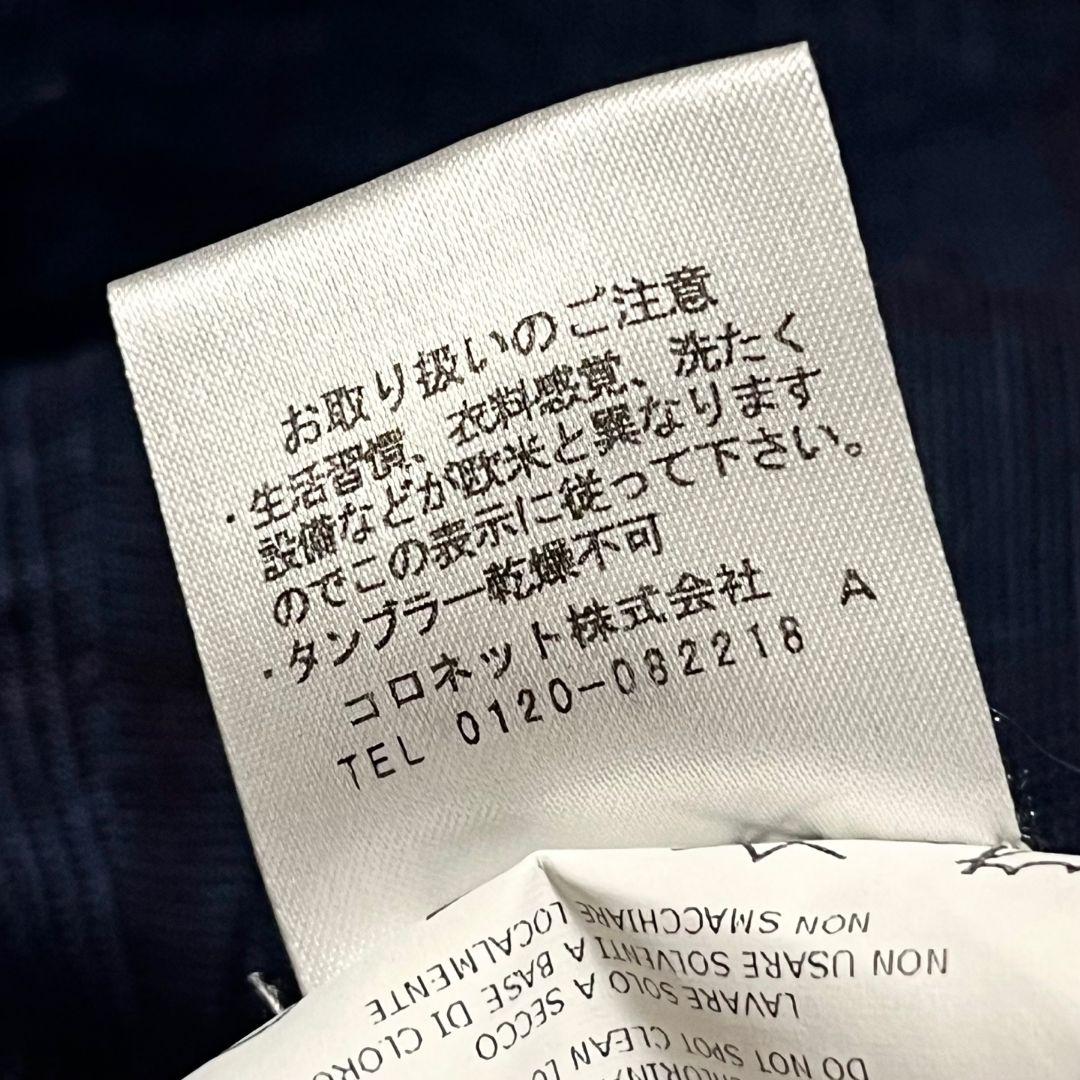 お取り扱いのご注意
・生活習慣、衣料感覚、洗たく
設備などが欧米と異なります
のでこの表示に従って下さい。
・タンブラー乾燥不可
コロネット株式会社 A
TEL 0120-082218
NON SMACCHIARE LOCALMENTE
NON USARE SOLVENTI A BASE DI
LAVARE SOLO A SECCO
DO NOT SPOT CLEAN